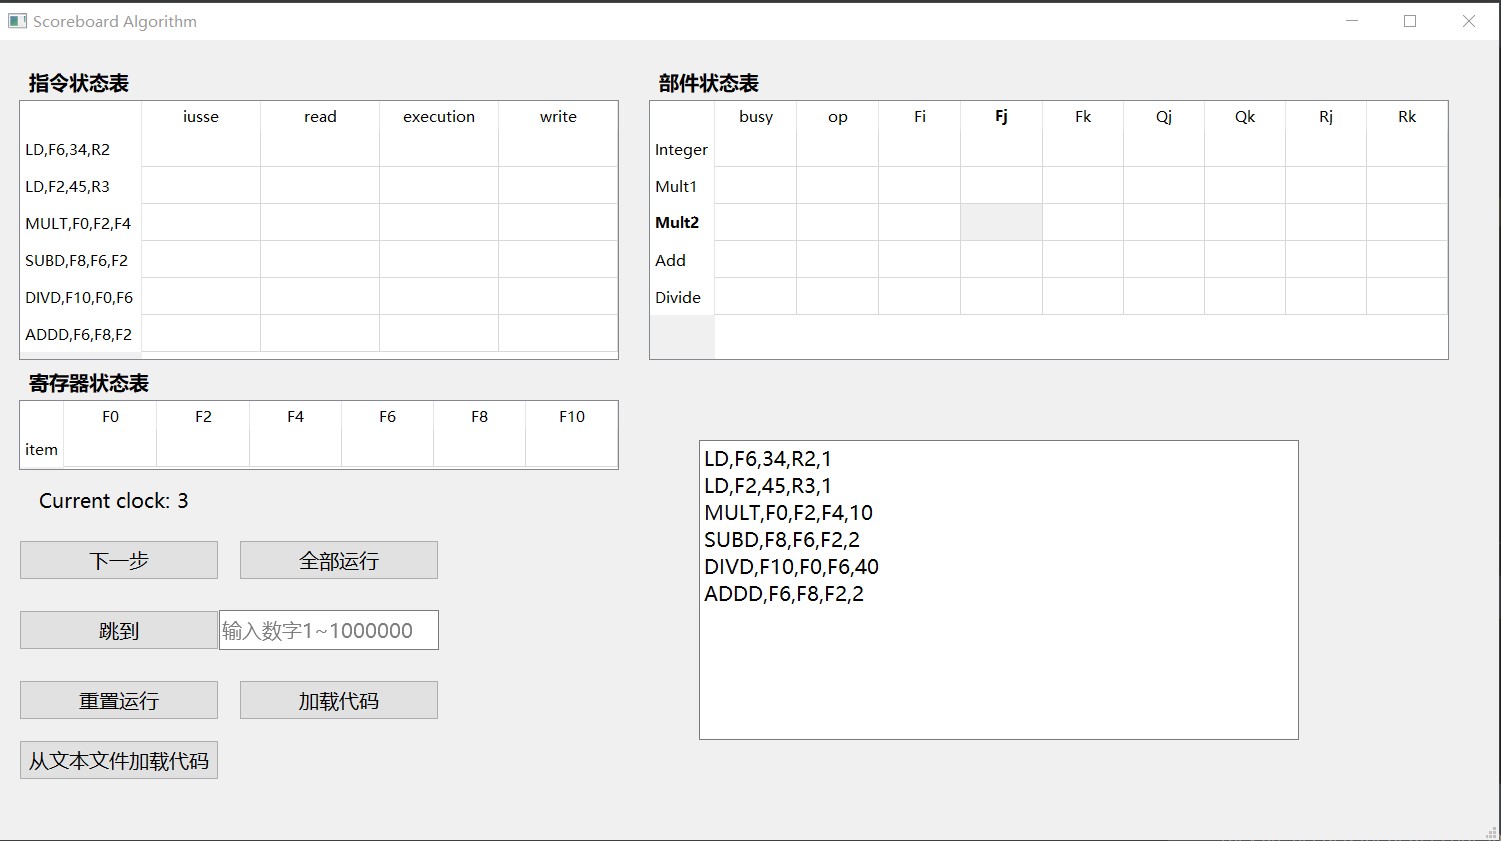 Scoreboard Algorithm
指令状态表
iusse read execution write
LD,F6,34,R2
LD,F2,45,R3
MULT,F0,F2,F4
SUBD,F8,F6,F2
DIVD,F10,F0,F6
ADDD,F6,F8,F2
部件状态表
busy op Fi Fj Fk Qj Qk Rj Rk
Integer
Mult1
Mult2
Add
Divide
寄存器状态表
F0 F2 F4 F6 F8 F10
item
Current clock: 3
下一步 全部运行
跳到 输入数字1~1000000
重置运行 加载代码
从文本文件加载代码
LD,F6,34,R2,1
LD,F2,45,R3,1
MULT,F0,F2,F4,10
SUBD,F8,F6,F2,2
DIVD,F10,F0,F6,40
ADDD,F6,F8,F2,2